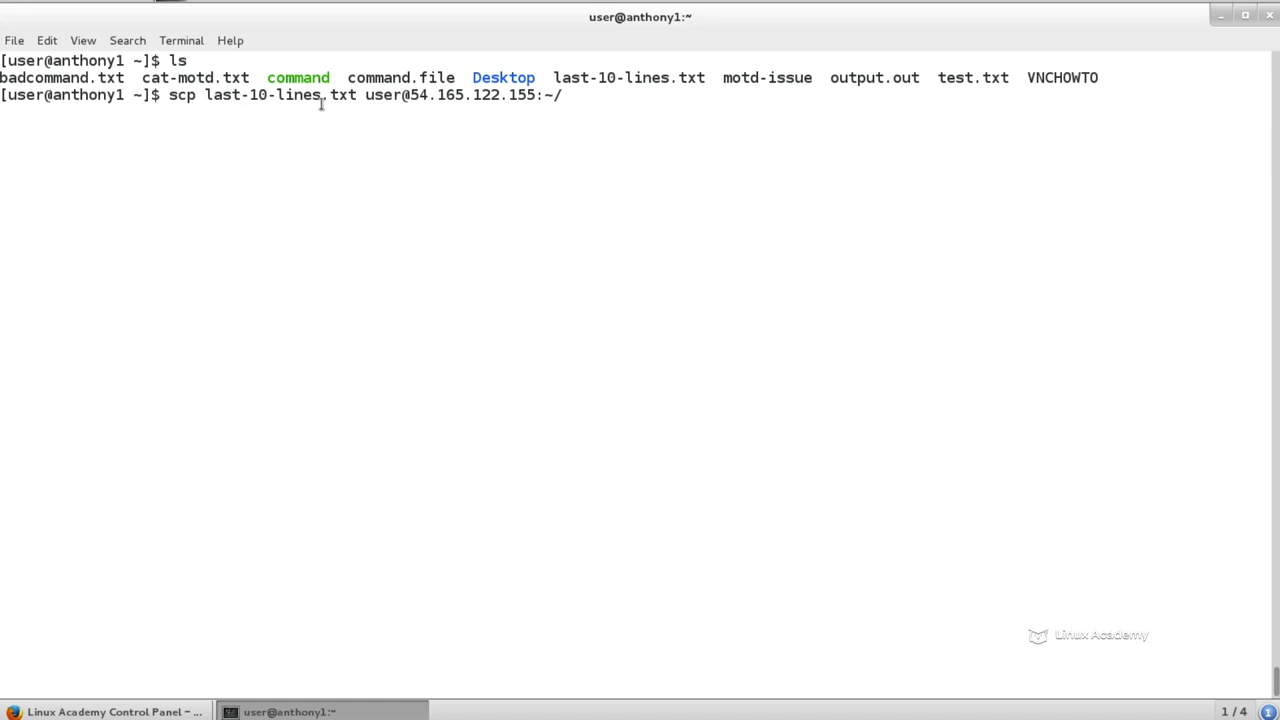 user@anthony1:~
File Edit View Search Terminal Help
[user@anthony1 ~]$ ls
badcommand.txt cat-motd.txt command command.file Desktop last-10-lines.txt motd-issue output.out test.txt VNCHOWTO
[user@anthony1 ~]$ scp last-10-lines.txt user@54.165.122.155:~/
Linux Academy
Linux Academy Control Panel – ... user@anthony1:~ 1 / 4 1